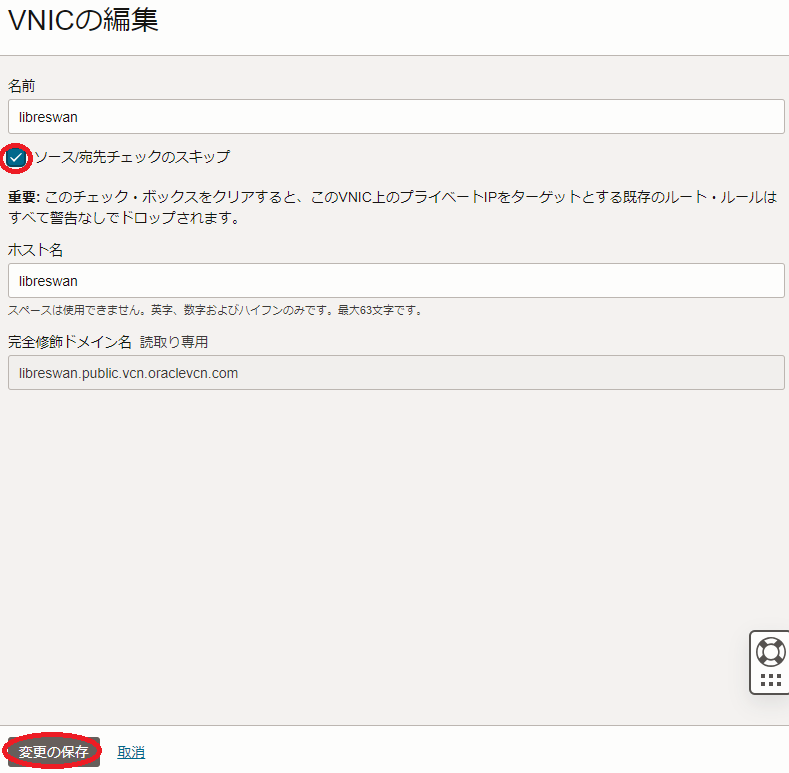 VNICの編集
名前
libreswan
ソース/宛先チェックのスキップ
重要: このチェック・ボックスをクリアすると、このVNIC上のプライベートIPをターゲットとする既存のルート・ルールは
すべて警告なしでドロップされます。
ホスト名
libreswan
スペースは使用できません。英字、数字およびハイフンのみです。最大63文字です。
完全修飾ドメイン名 読取り専用
libreswan.public.vcn.oraclevcn.com
変更の保存 取消